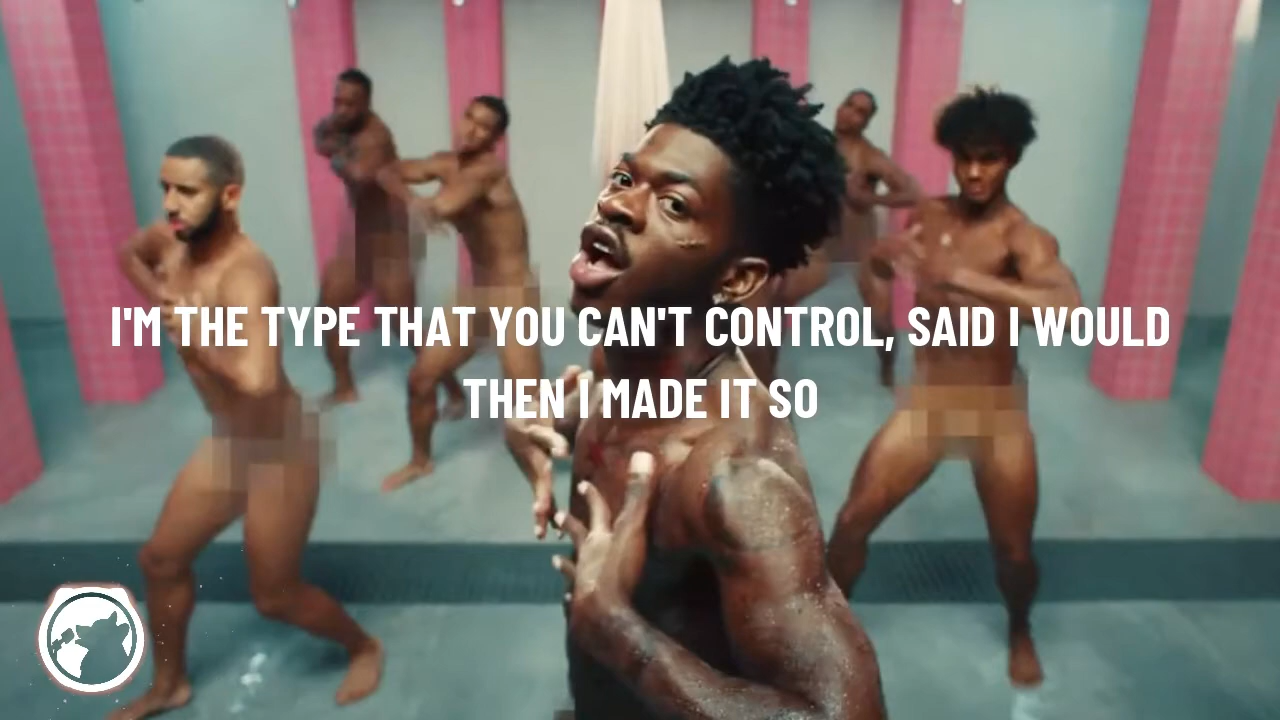 I'M THE TYPE THAT YOU CAN'T CONTROL, SAID I WOULD
THEN I MADE IT SO